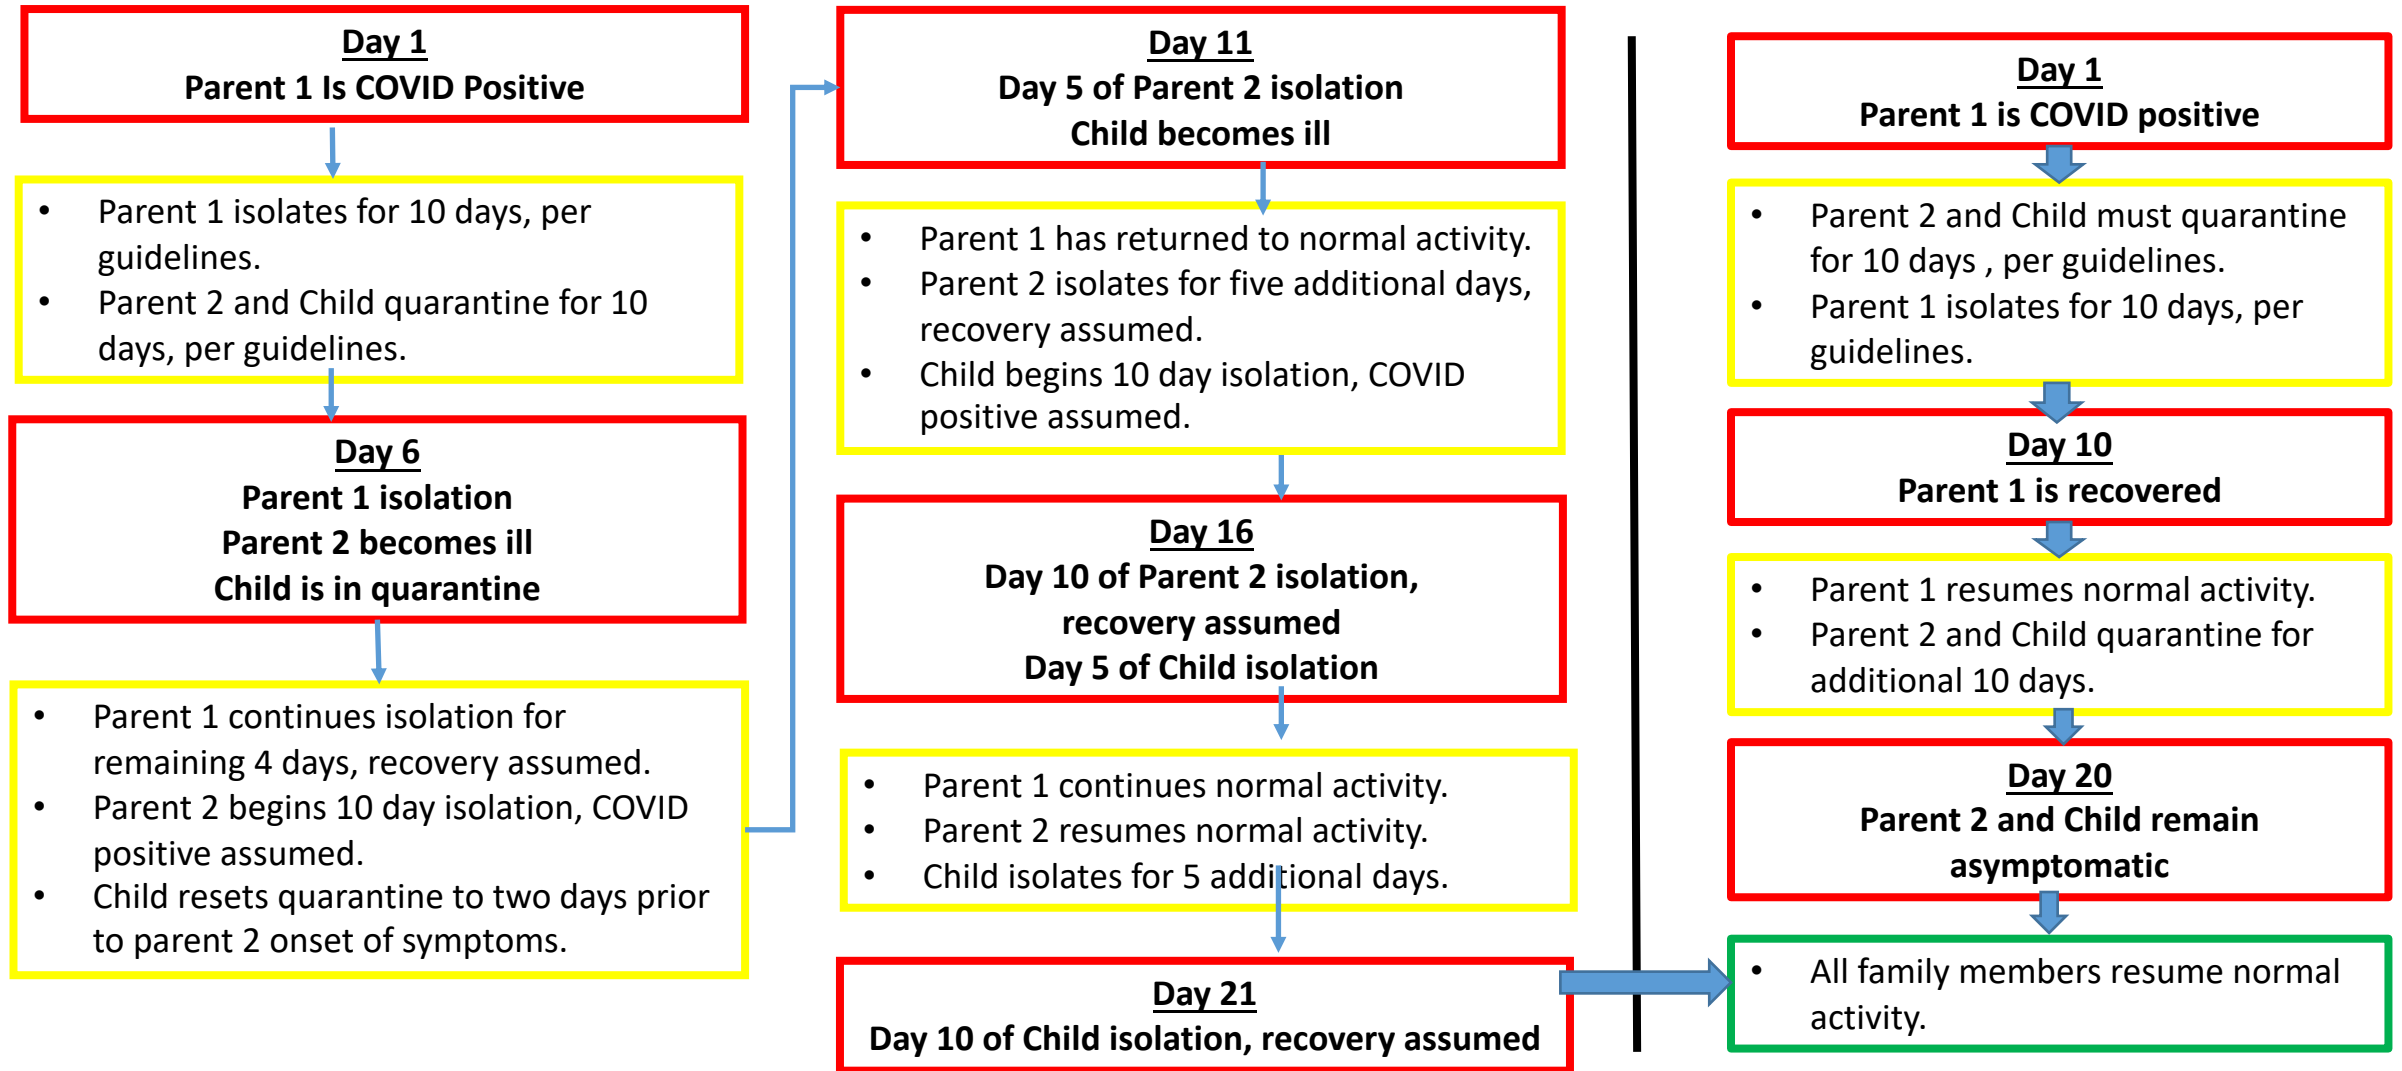 Day 1
Parent 1 Is COVID Positive
• Parent 1 isolates for 10 days, per
guidelines.
• Parent 2 and Child quarantine for 10
days, per guidelines.
Day 6
Parent 1 isolation
Parent 2 becomes ill
Child is in quarantine
• Parent 1 continues isolation for
remaining 4 days, recovery assumed.
• Parent 2 begins 10 day isolation, COVID
positive assumed.
• Child resets quarantine to two days prior
to parent 2 onset of symptoms.
Day 11
Day 5 of Parent 2 isolation
Child becomes ill
• Parent 1 has returned to normal activity.
• Parent 2 isolates for five additional days,
recovery assumed.
• Child begins 10 day isolation, COVID
positive assumed.
Day 16
Day 10 of Parent 2 isolation,
recovery assumed
Day 5 of Child isolation
• Parent 1 continues normal activity.
• Parent 2 resumes normal activity.
• Child isolates for 5 additional days.
Day 21
Day 10 of Child isolation, recovery assumed
Day 1
Parent 1 is COVID positive
• Parent 2 and Child must quarantine
for 10 days , per guidelines.
• Parent 1 isolates for 10 days, per
guidelines.
Day 10
Parent 1 is recovered
• Parent 1 resumes normal activity.
• Parent 2 and Child quarantine for
additional 10 days.
Day 20
Parent 2 and Child remain
asymptomatic
• All family members resume normal
activity.